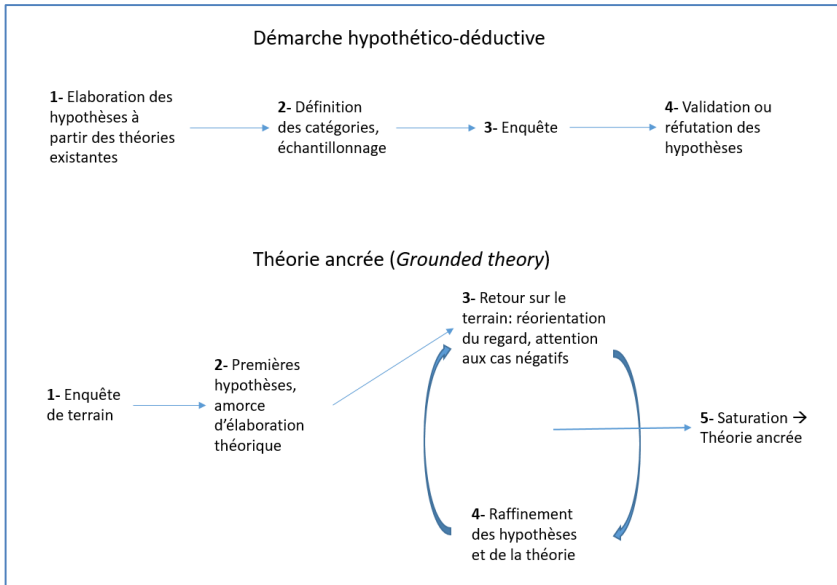 Démarche hypothético-déductive
1- Elaboration des
hypothèses à
partir des théories
existantes
2- Définition
des catégories,
échantillonnage
3- Enquête
4- Validation ou
réfutation des
hypothèses
Théorie ancrée (Grounded theory)
1- Enquête
de terrain
2- Premières
hypothèses,
amorce
d’élaboration
théorique
3- Retour sur le
terrain: réorientation
du regard, attention
aux cas négatifs
4- Raffinement
des hypothèses
et de la théorie
5- Saturation →
Théorie ancrée